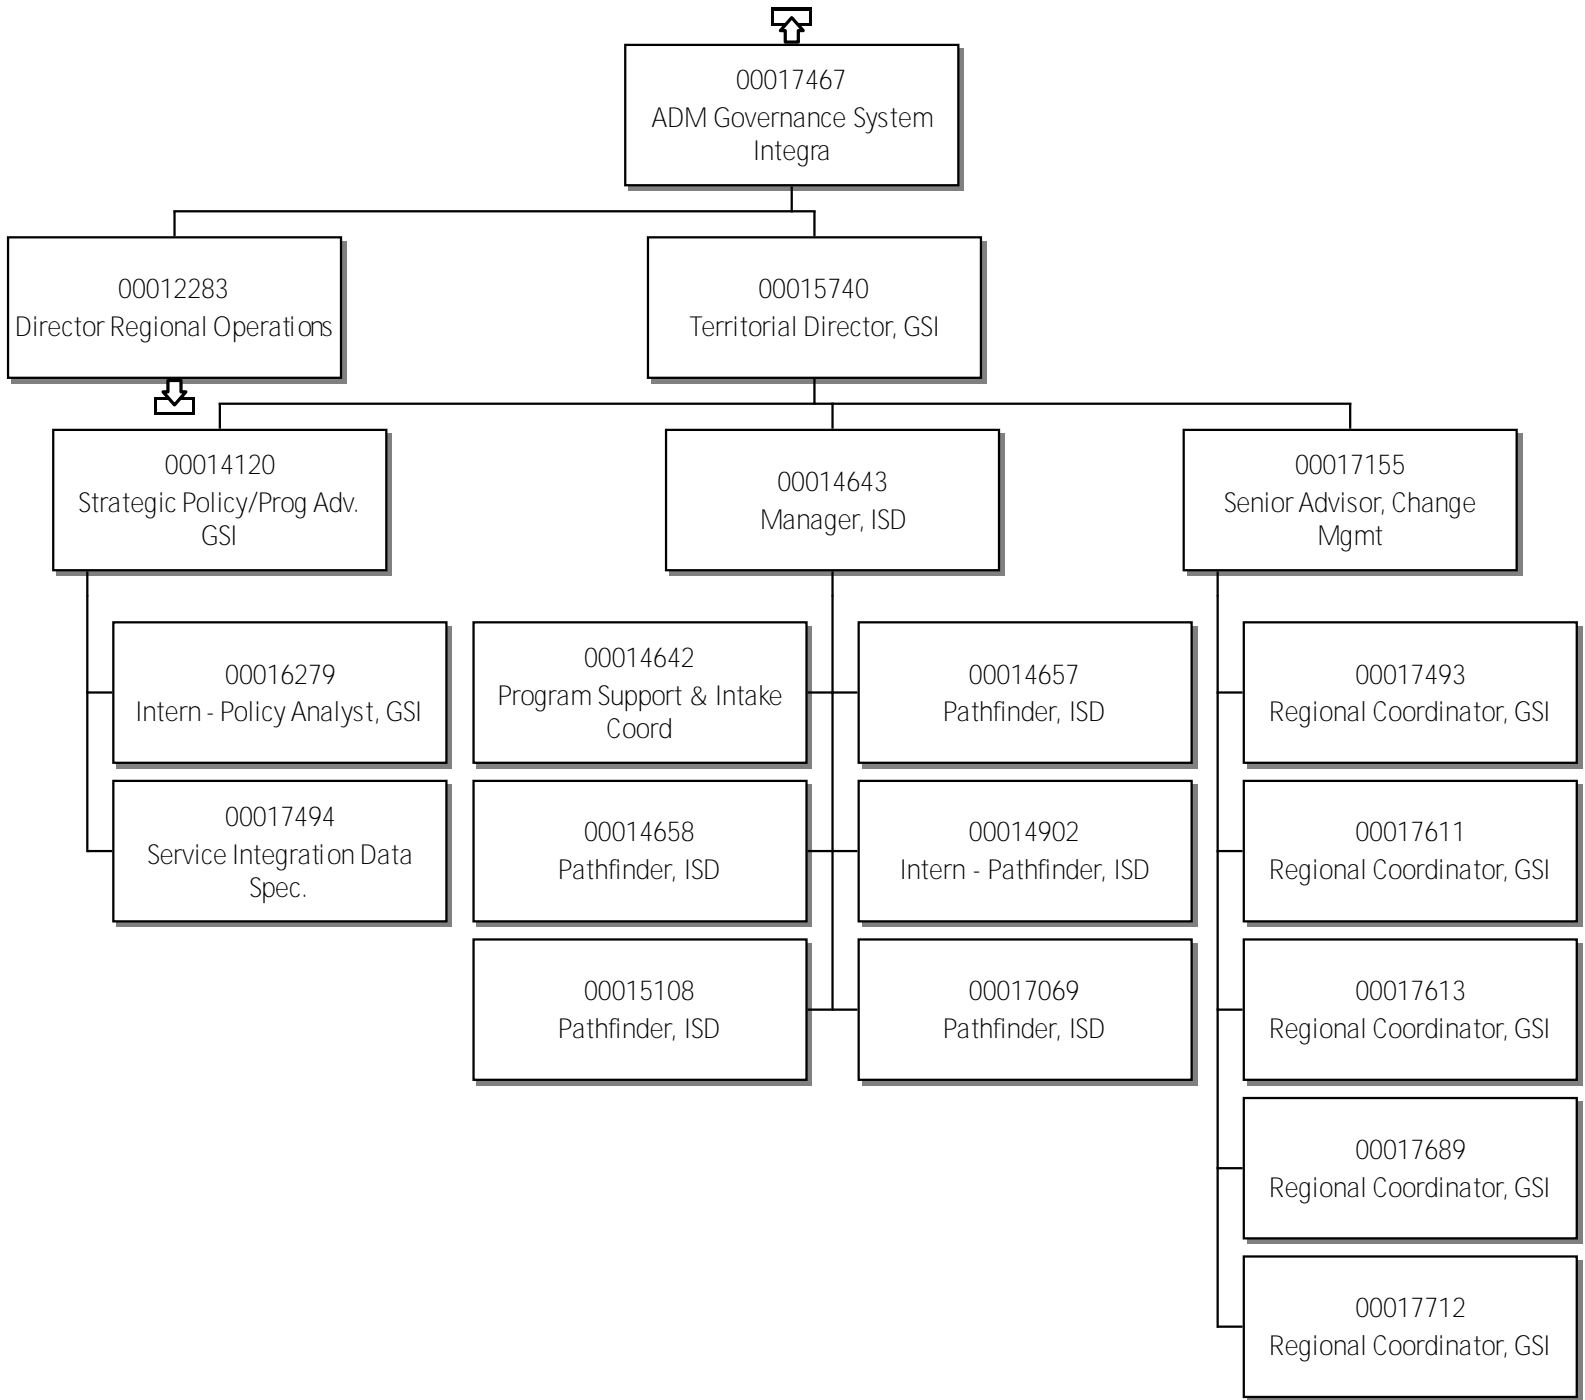 00017467
ADM Governance System
Integra
00012283
Director Regional Operations
00015740
Territorial Director, GSI
00014120
Strategic Policy/Prog Adv.
GSI
00014643
Manager, ISD
00017155
Senior Advisor, Change
Mgmt
00016279
Intern - Policy Analyst, GSI
00017494
Service Integration Data
Spec.
00014642
Program Support & Intake
Coord
00014657
Pathfinder, ISD
00014658
Pathfinder, ISD
00014902
Intern - Pathfinder, ISD
00015108
Pathfinder, ISD
00017069
Pathfinder, ISD
00017493
Regional Coordinator, GSI
00017611
Regional Coordinator, GSI
00017613
Regional Coordinator, GSI
00017689
Regional Coordinator, GSI
00017712
Regional Coordinator, GSI